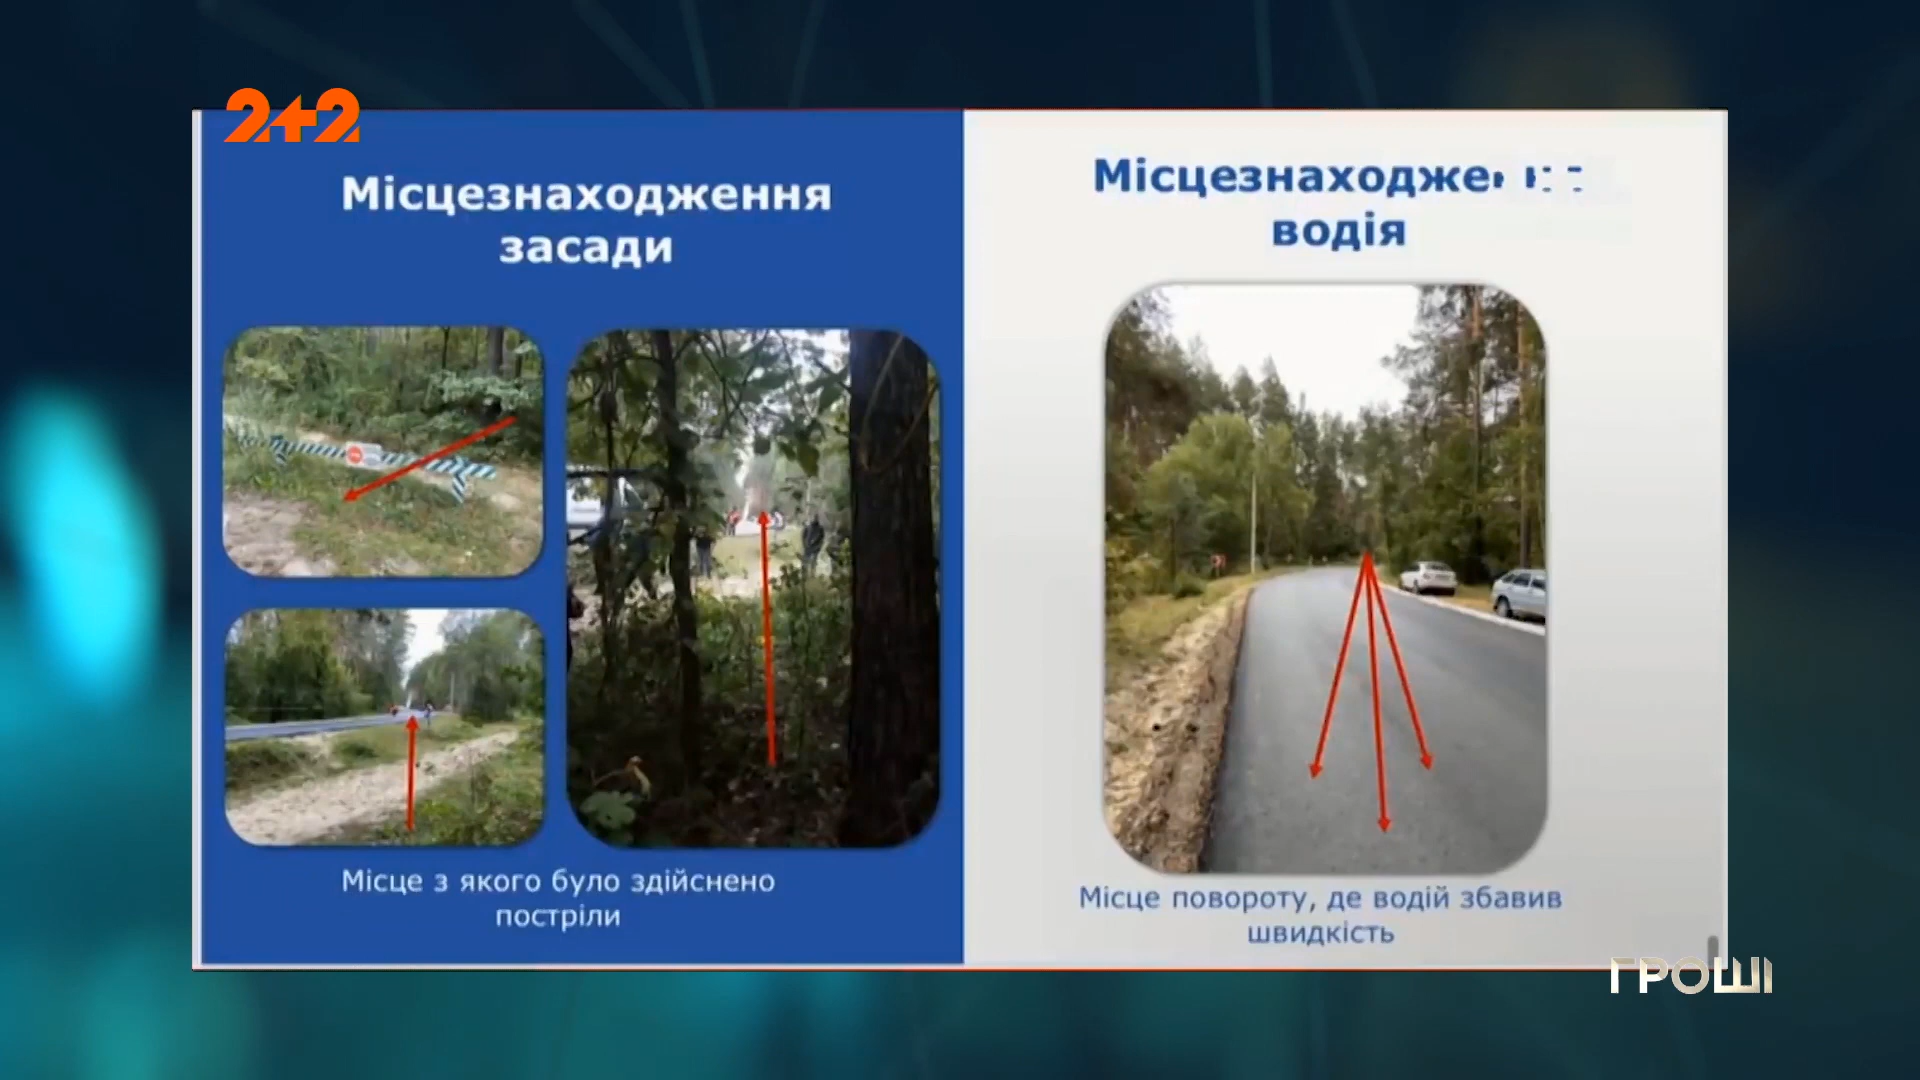 2+2
Місцезнаходження
засади
Місце з якого було здійснено
постріли
водія
Місце повороту, де водій збавив
швидкість
ГРОШІ